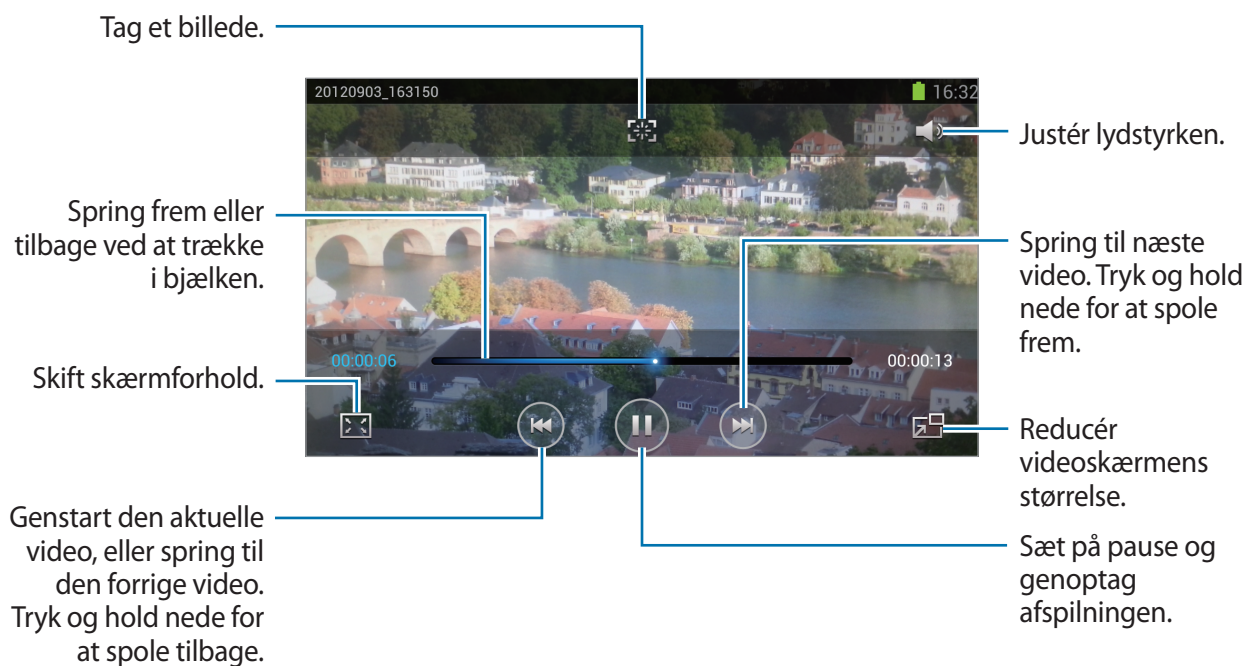 Tag et billede.
20120903_163150
16:32
Justér lydstyrken.
Spring frem eller
tilbage ved at trække
i bjælken.
Spring til næste
video. Tryk og hold
nede for at spole
frem.
00:00:06
00:00:13
Skift skærmforhold.
Reducér
videoskærmens
størrelse.
Genstart den aktuelle
video, eller spring til
den forrige video.
Tryk og hold nede for
at spole tilbage.
Sæt på pause og
genoptag
afspilningen.